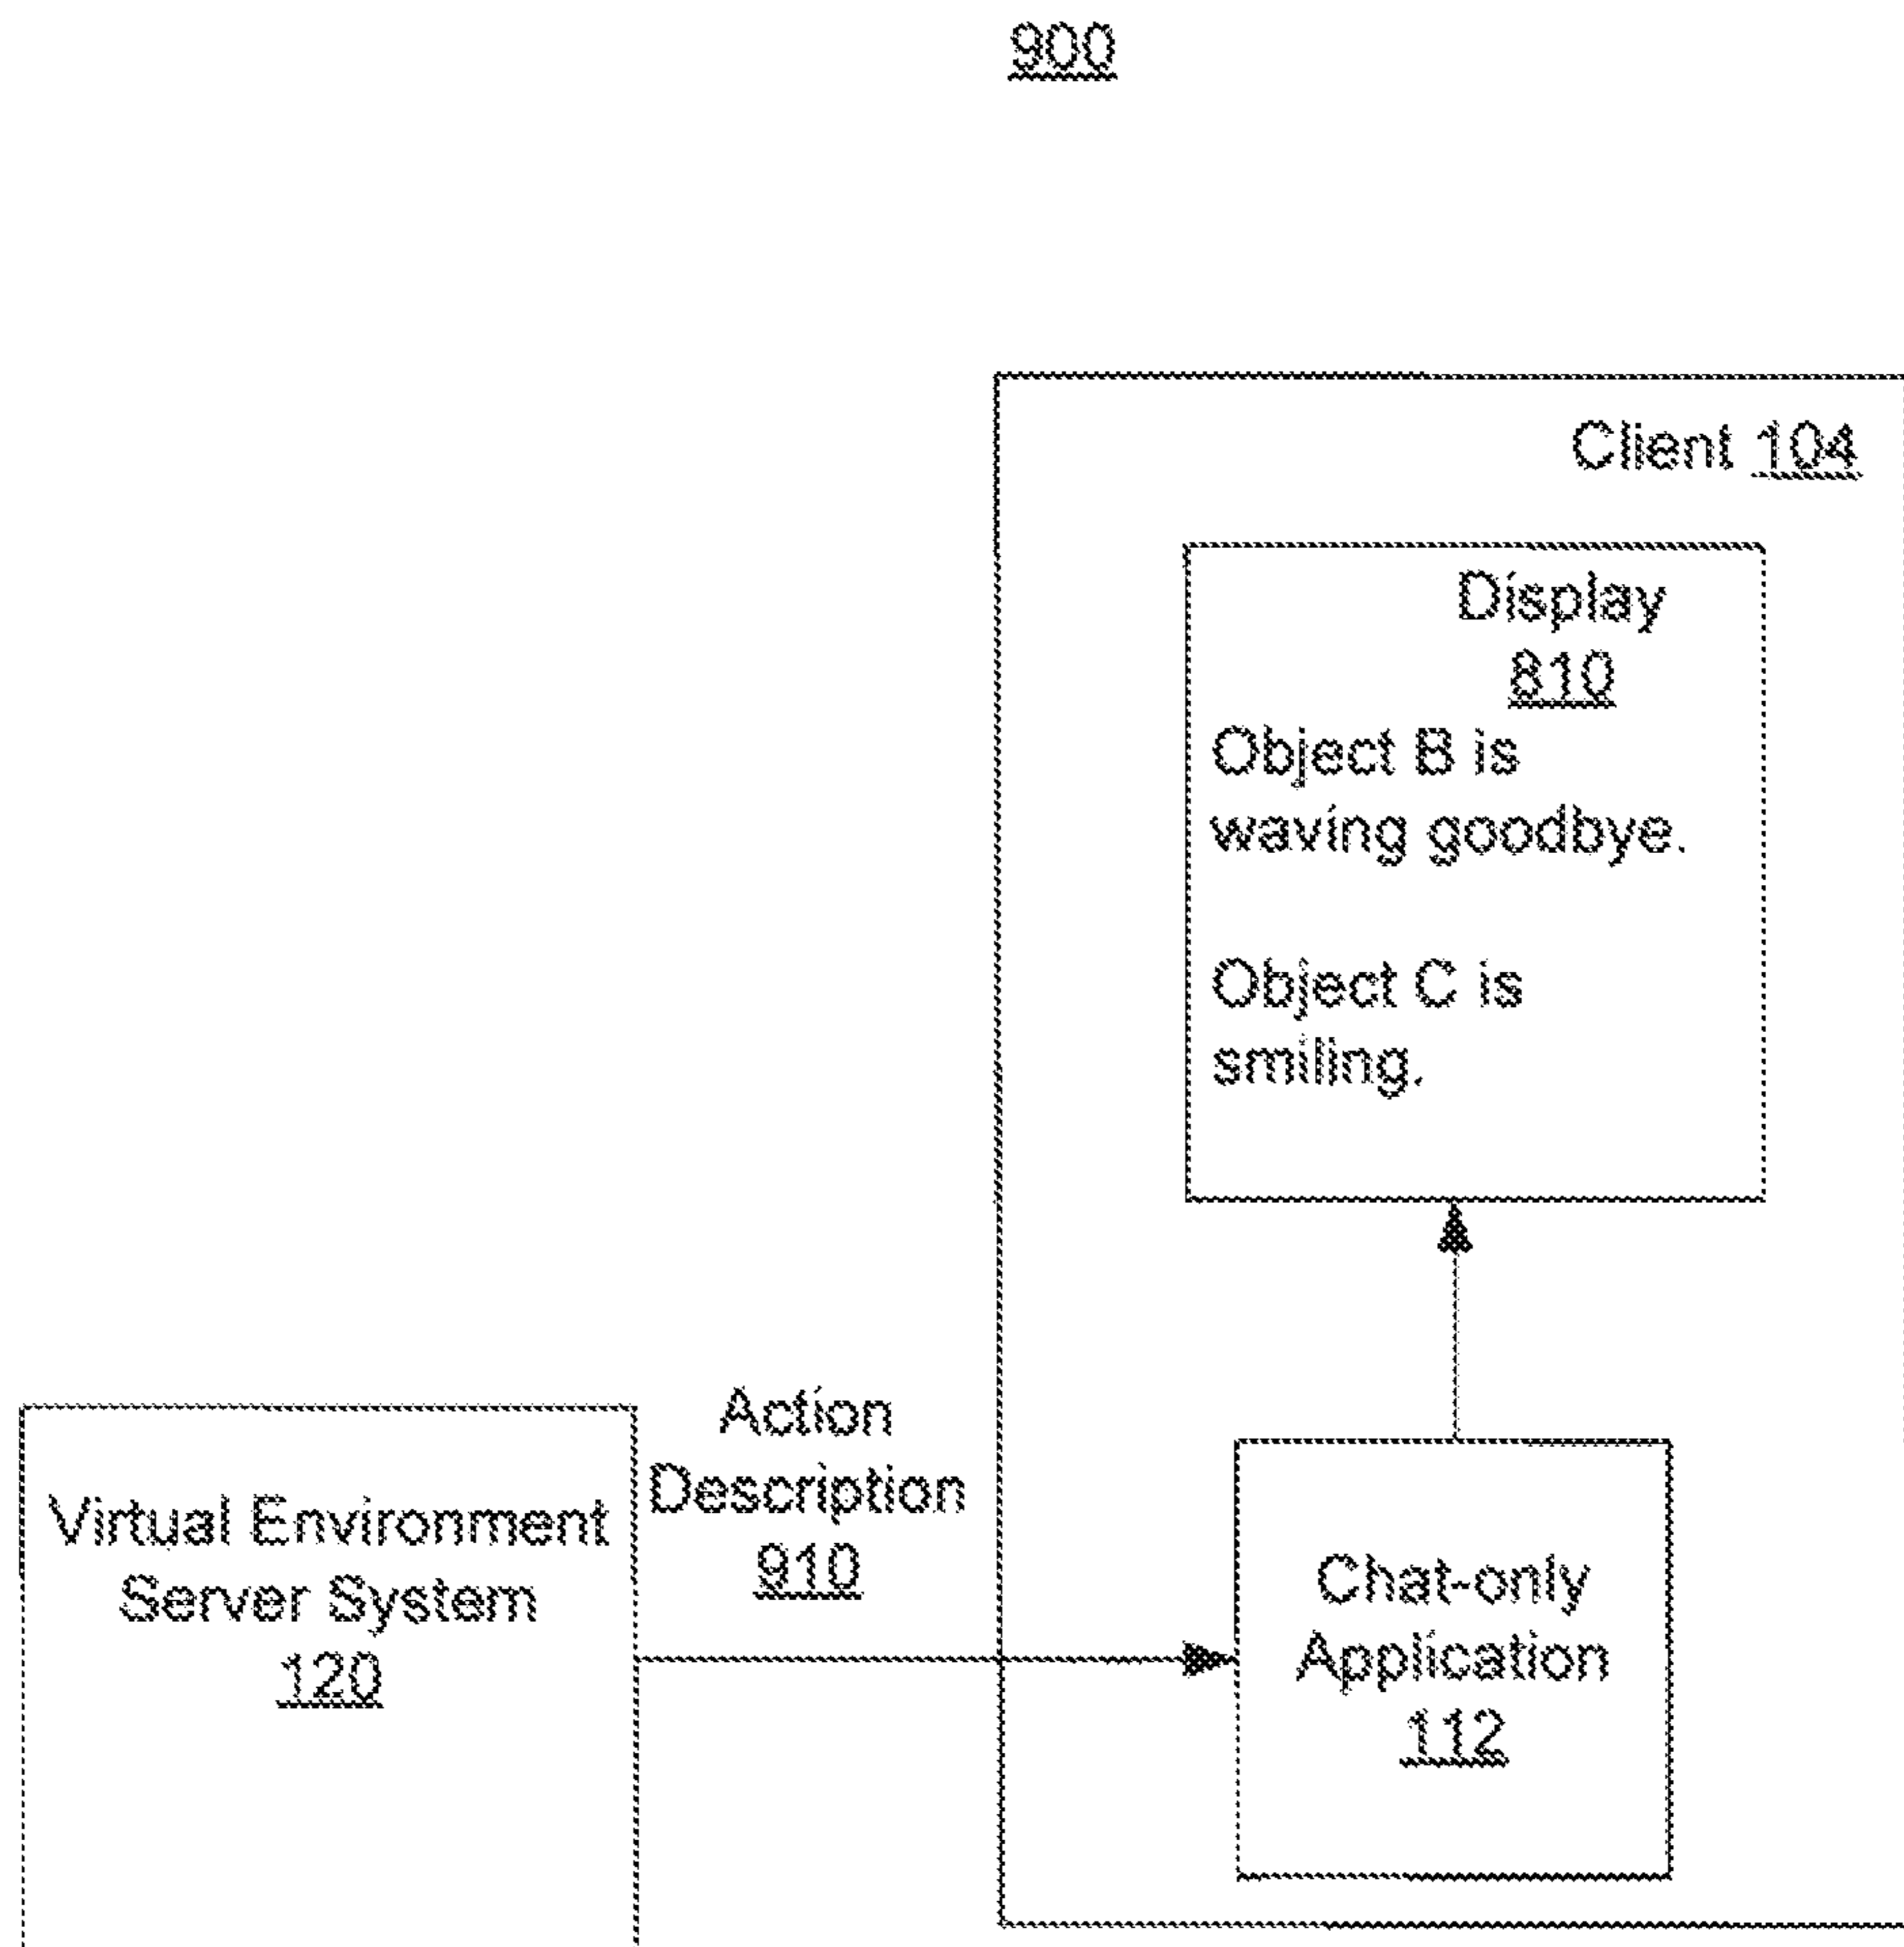 900
Client 104
Display
810
Object B is
waving goodbye.
Object C is
smiling.
Action
Description
910
Virtual Environment
Server System
120
Chat-only
Application
112